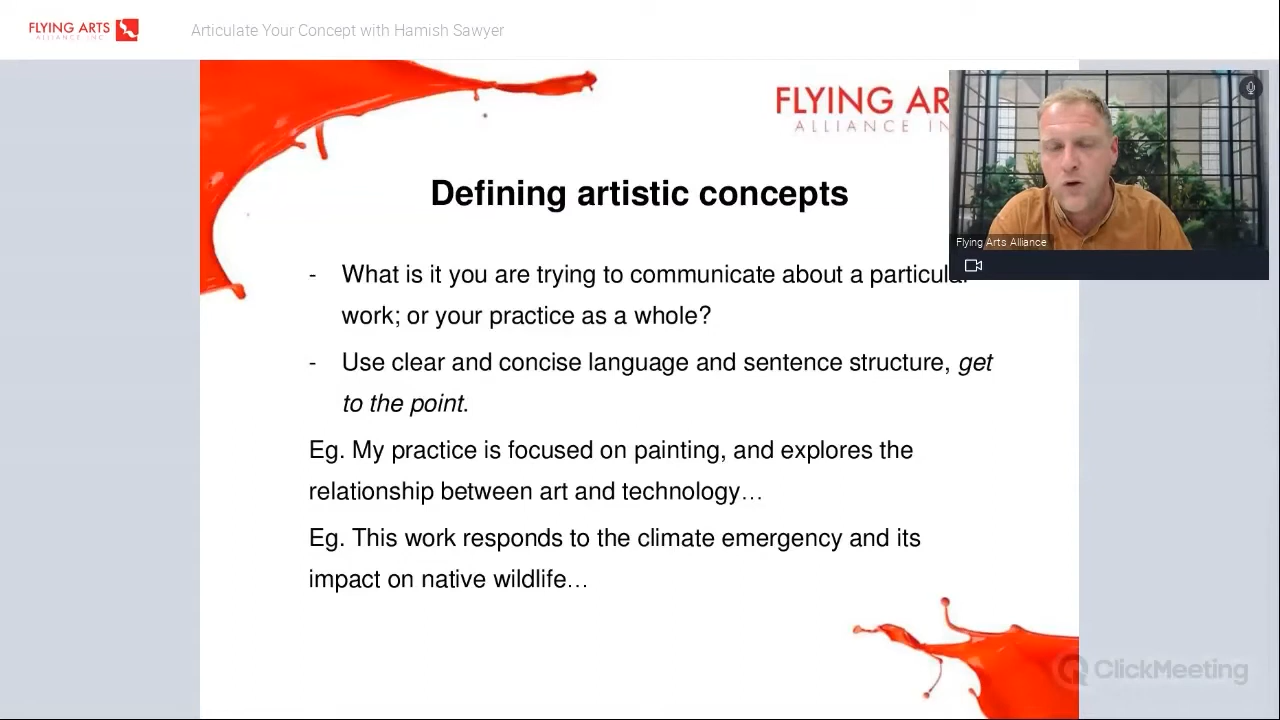 FLYING ARTS
ALLIANCE INC
Articulate Your Concept with Hamish Sawyer
FLYING AR
ALLIANCE IN
Flying Arts Alliance
Defining artistic concepts
- What is it you are trying to communicate about a particular
work; or your practice as a whole?
- Use clear and concise language and sentence structure, get
to the point.
Eg. My practice is focused on painting, and explores the
relationship between art and technology…
Eg. This work responds to the climate emergency and its
impact on native wildlife…
ClickMeeting